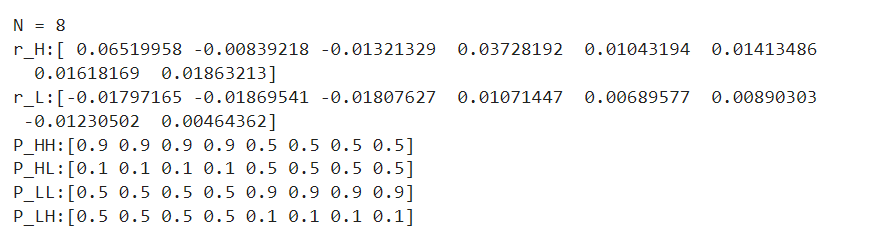 N = 8
r_H:[ 0.06519958 -0.00839218 -0.01321329  0.03728192  0.01043194  0.01413486
  0.01618169  0.01863213]
r_L:[-0.01797165 -0.01869541 -0.01807627  0.01071447  0.00689577  0.00890303
 -0.01230502  0.00464362]
P_HH:[0.9 0.9 0.9 0.9 0.5 0.5 0.5 0.5]
P_HL:[0.1 0.1 0.1 0.1 0.5 0.5 0.5 0.5]
P_LL:[0.5 0.5 0.5 0.5 0.9 0.9 0.9 0.9]
P_LH:[0.5 0.5 0.5 0.5 0.1 0.1 0.1 0.1]